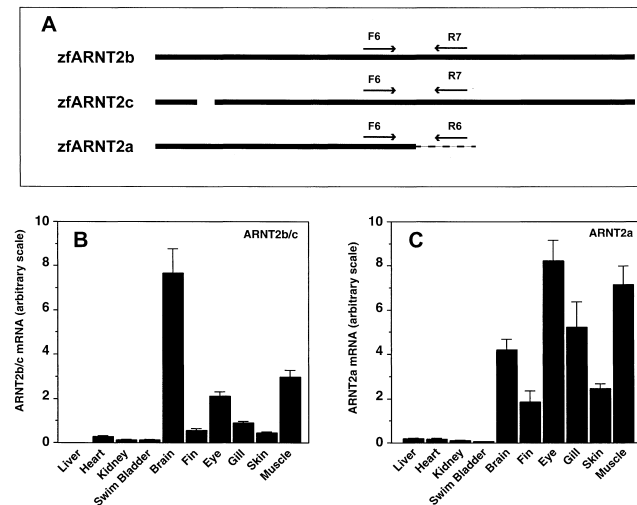 A
F6 R7
zfARNT2b
F6 R7
zfARNT2c
F6 R6
zfARNT2a
B
ARNT2b/c
ARNT2b/c mRNA (arbitrary scale)
10
8
6
4
2
0
Liver
Heart
Kidney
Swim Bladder
Brain
Fin
Eye
Gill
Skin
Muscle
C
ARNT2a
ARNT2a mRNA (arbitrary scale)
10
8
6
4
2
0
Liver
Heart
Kidney
Swim Bladder
Brain
Fin
Eye
Gill
Skin
Muscle